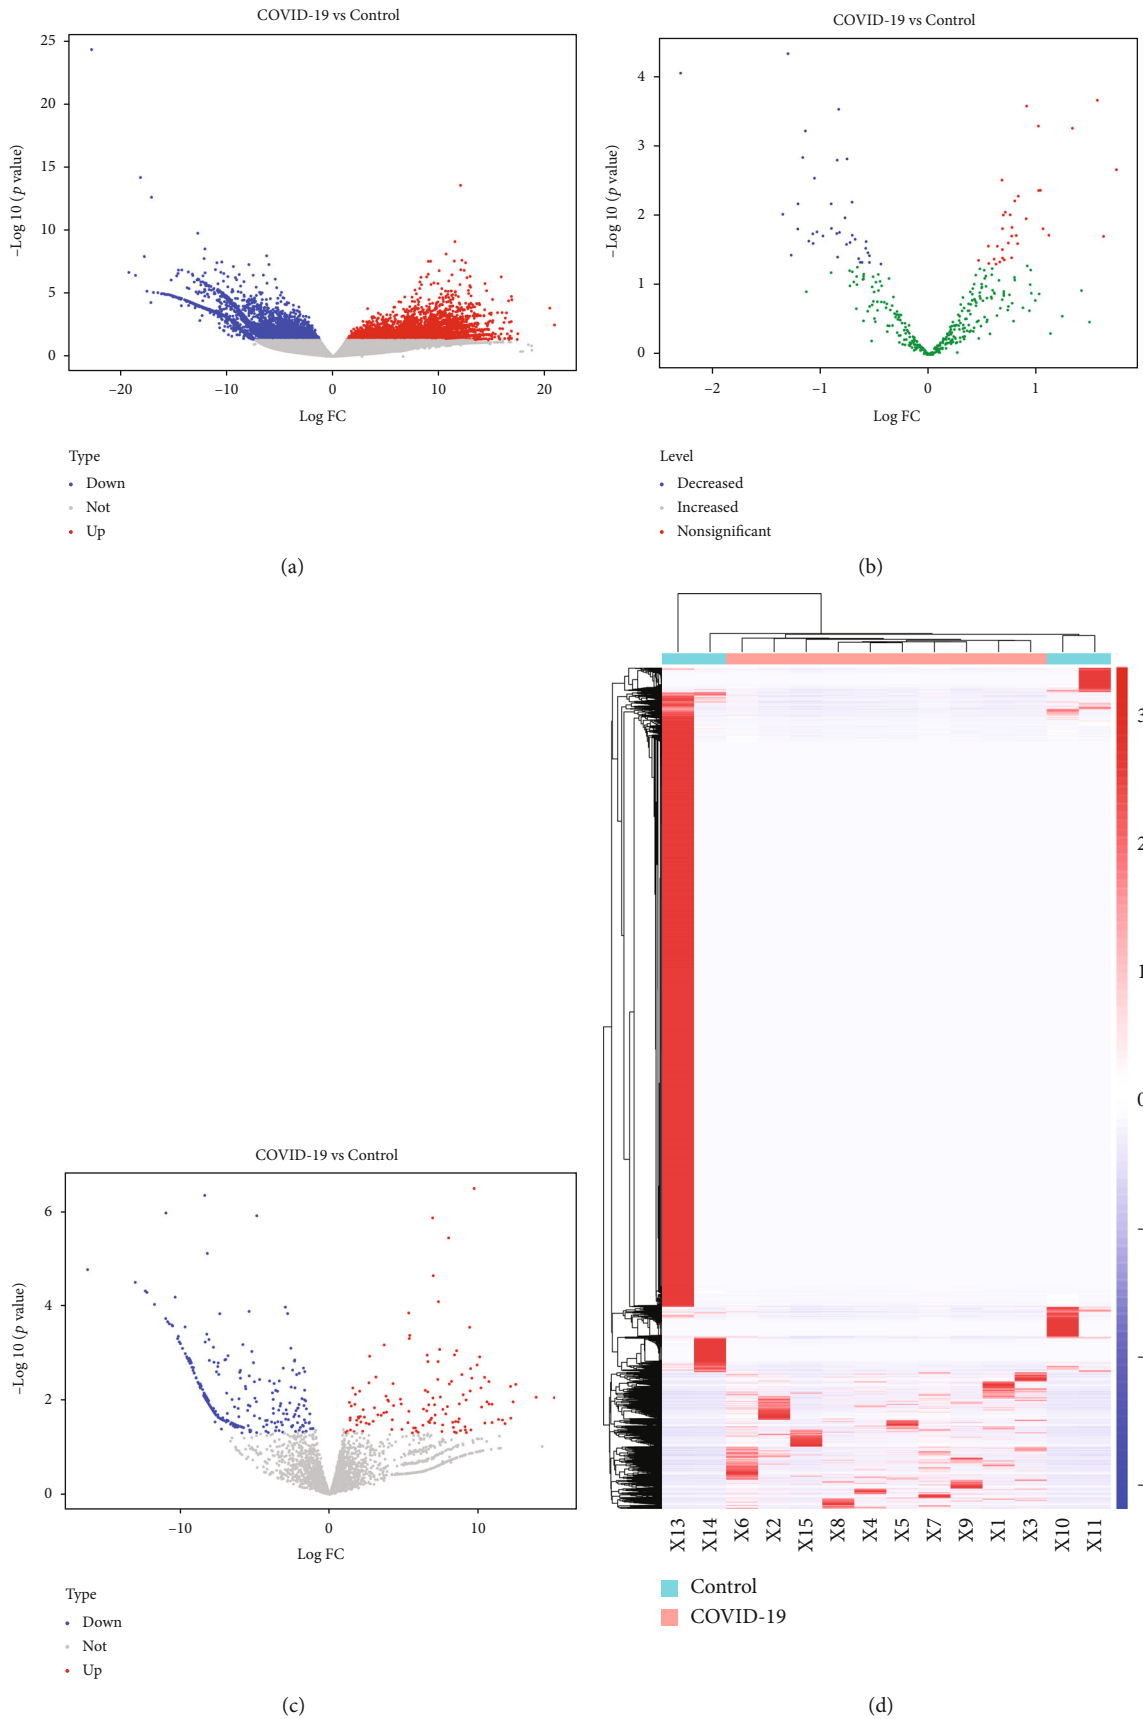 COVID-19 vs Control
25
20
15
10
5
0
−Log 10 (p value)
−20 −10 0 10 20
Log FC
Type
Down
Not
Up
(a)
COVID-19 vs Control
4
3
2
1
0
−Log 10 (p value)
−2 −1 0 1
Log FC
Level
Decreased
Increased
Nonsignificant
(b)
COVID-19 vs Control
6
4
2
0
−Log 10 (p value)
−10 0 10
Log FC
Type
Down
Not
Up
(c)
3
2
1
0
X13 X14 X6 X2 X15 X8 X4 X5 X7 X9 X1 X3 X10 X11
Control
COVID-19
(d)